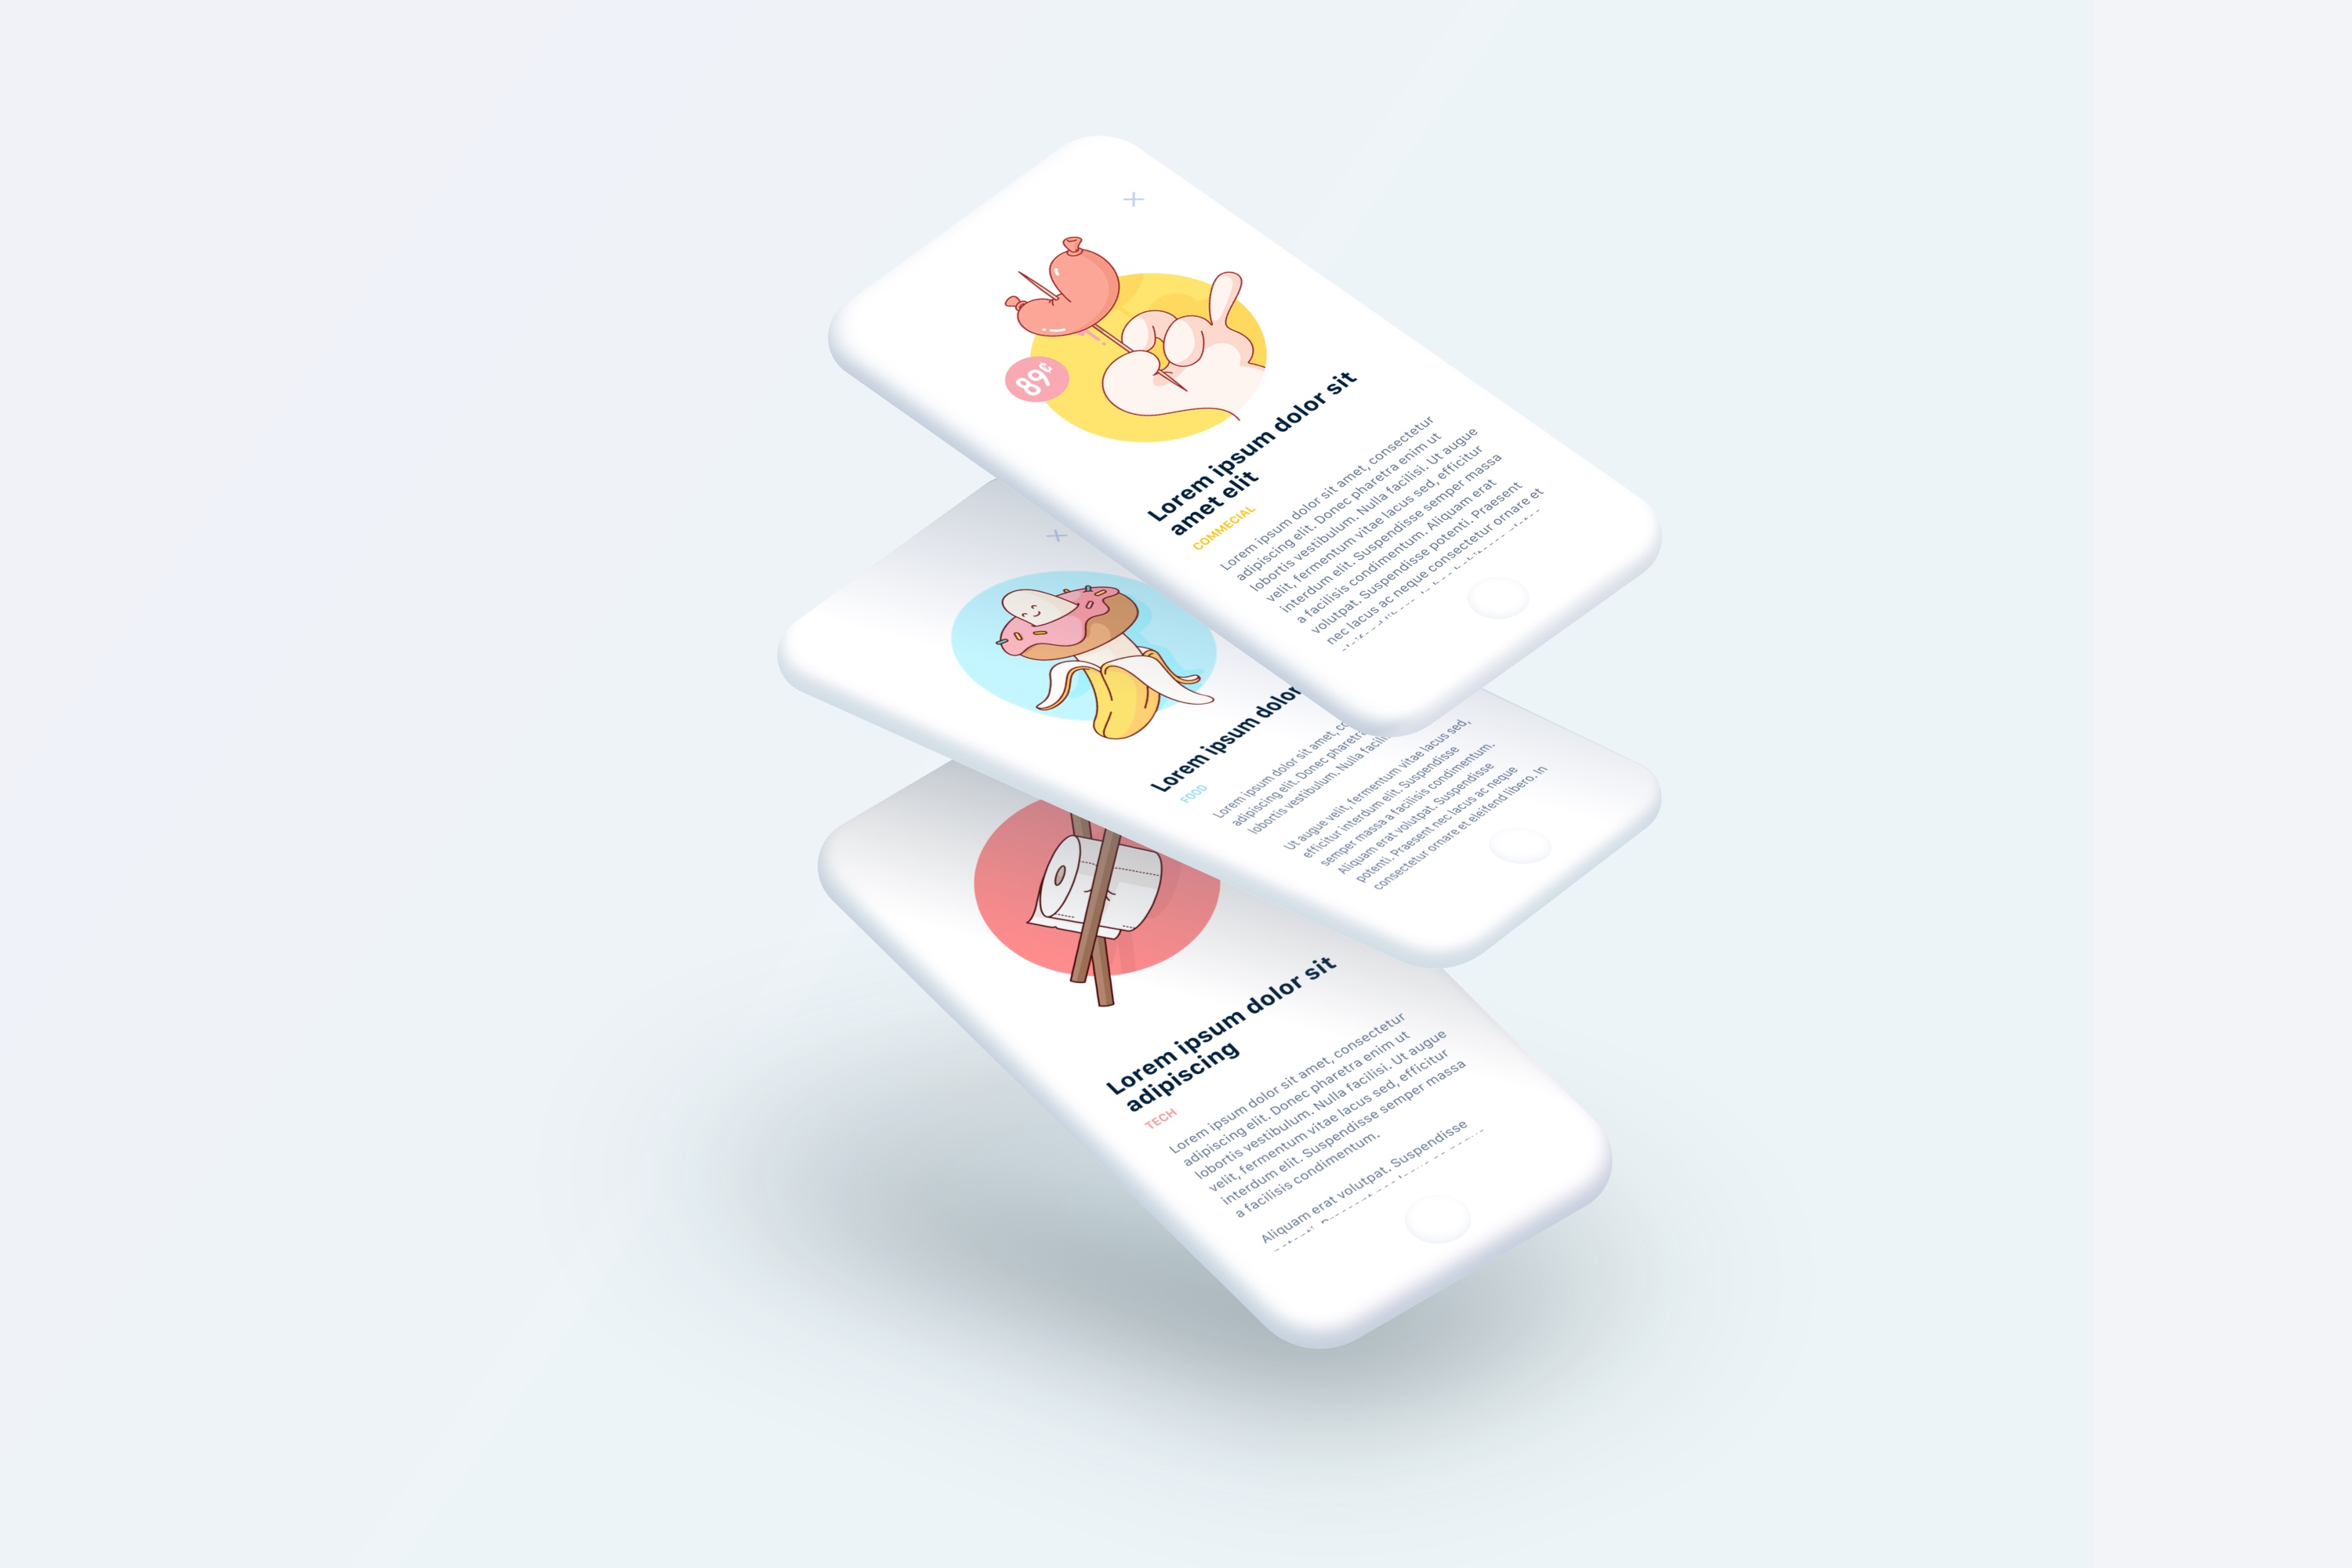 89¢
Lorem ipsum dolor sit
amet elit
COMMECIAL
Lorem ipsum dolor sit amet, consectetur
adipiscing elit. Donec pharetra enim ut
lobortis vestibulum. Nulla facilisi. Ut augue
velit, fermentum vitae lacus sed, efficitur
interdum elit. Suspendisse semper massa
a facilisis condimentum. Aliquam erat
volutpat. Suspendisse potenti. Praesent
nec lacus ac neque consectetur ornare et
Lorem ipsum dolor
FOOD
Lorem ipsum dolor sit amet,
adipiscing elit. Donec pharetra
lobortis vestibulum. Nulla
Ut augue velit, fermentum vitae lacus sed,
efficitur interdum elit. Suspendisse
semper massa a facilisis condimentum.
Aliquam erat volutpat. Suspendisse
potenti. Praesent nec lacus ac neque
consectetur ornare et eleifend libero. In
Lorem ipsum dolor sit
adipiscing
TECH
Lorem ipsum dolor sit amet, consectetur
adipiscing elit. Donec pharetra enim ut
lobortis vestibulum. Nulla facilisi. Ut augue
velit, fermentum vitae lacus sed, efficitur
interdum elit. Suspendisse semper massa
a facilisis condimentum.
Aliquam erat volutpat. Suspendisse